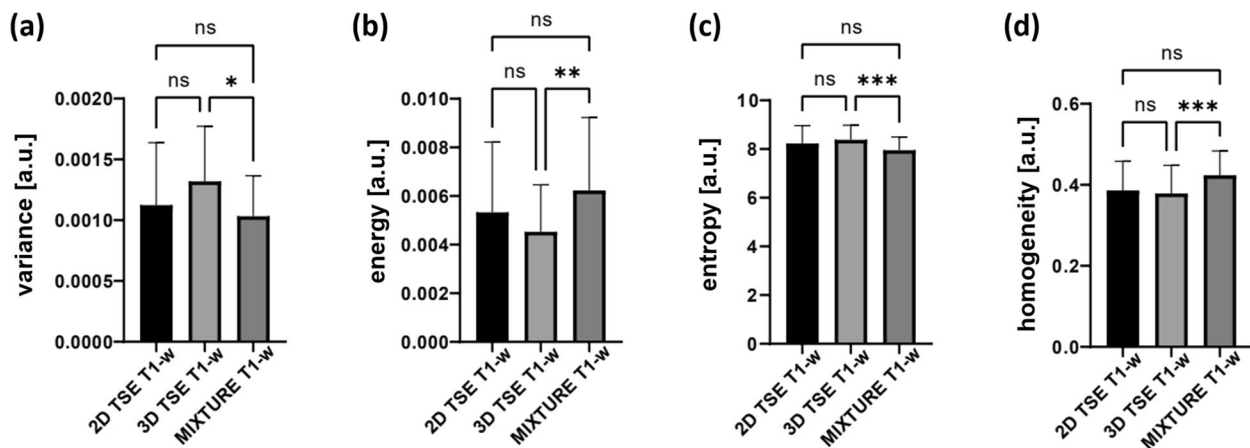 (a)
ns
ns
*
variance [a.u.]
0.0020
0.0015
0.0010
0.0005
0.0000
2D TSE T1-w
3D TSE T1-w
MIXTURE T1-w
(b)
ns
ns
**
energy [a.u.]
0.010
0.008
0.006
0.004
0.002
0.000
2D TSE T1-w
3D TSE T1-w
MIXTURE T1-w
(c)
ns
ns
***
entropy [a.u.]
10
8
6
4
2
0
2D TSE T1-w
3D TSE T1-w
MIXTURE T1-w
(d)
ns
ns
***
homogeneity [a.u.]
0.6
0.4
0.2
0.0
2D TSE T1-w
3D TSE T1-w
MIXTURE T1-w